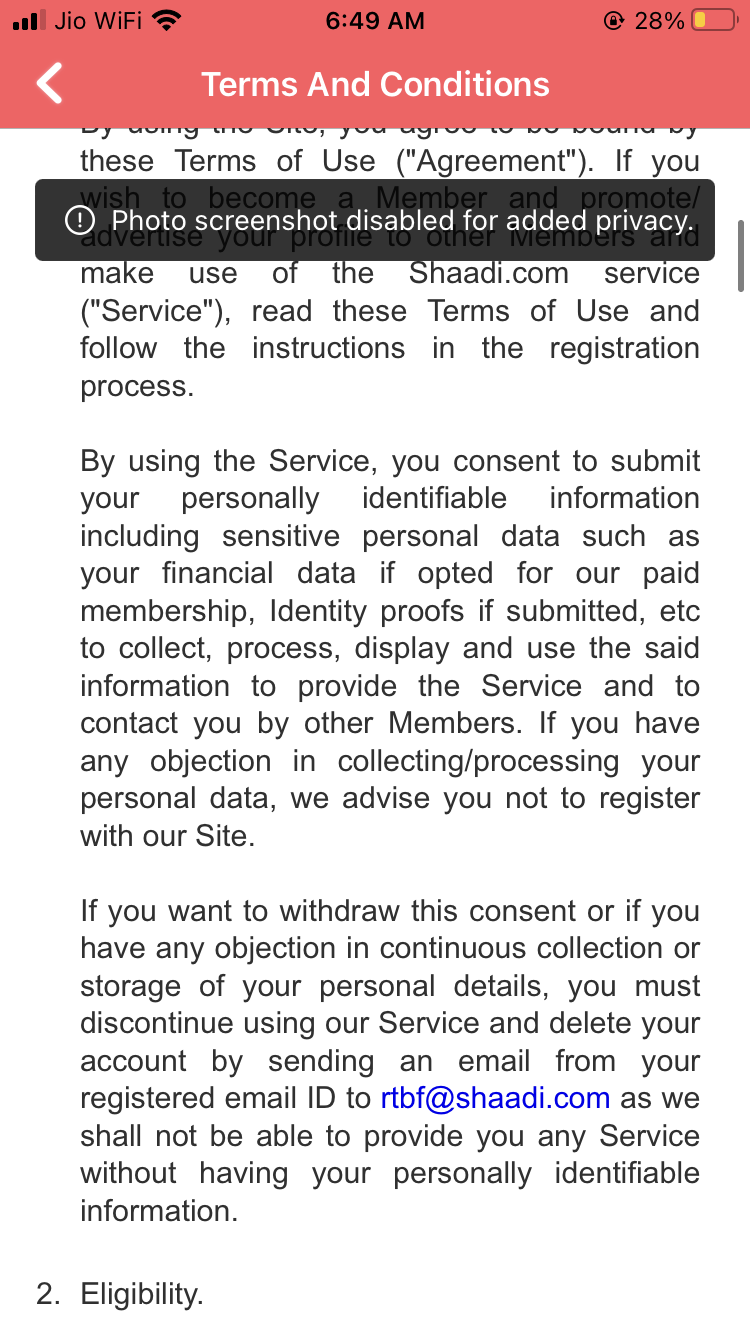 Jio WiFi 6:49 AM 28%
Terms And Conditions
By using the Site, you agree to be bound by
these Terms of Use ("Agreement"). If you
wish to become a Member and promote/
Photo screenshot disabled for added privacy.
advertise your profile to other Members and
make use of the Shaadi.com service
("Service"), read these Terms of Use and
follow the instructions in the registration
process.
By using the Service, you consent to submit
your personally identifiable information
including sensitive personal data such as
your financial data if opted for our paid
membership, Identity proofs if submitted, etc
to collect, process, display and use the said
information to provide the Service and to
contact you by other Members. If you have
any objection in collecting/processing your
personal data, we advise you not to register
with our Site.
If you want to withdraw this consent or if you
have any objection in continuous collection or
storage of your personal details, you must
discontinue using our Service and delete your
account by sending an email from your
registered email ID to rtbf@shaadi.com as we
shall not be able to provide you any Service
without having your personally identifiable
information.
2. Eligibility.